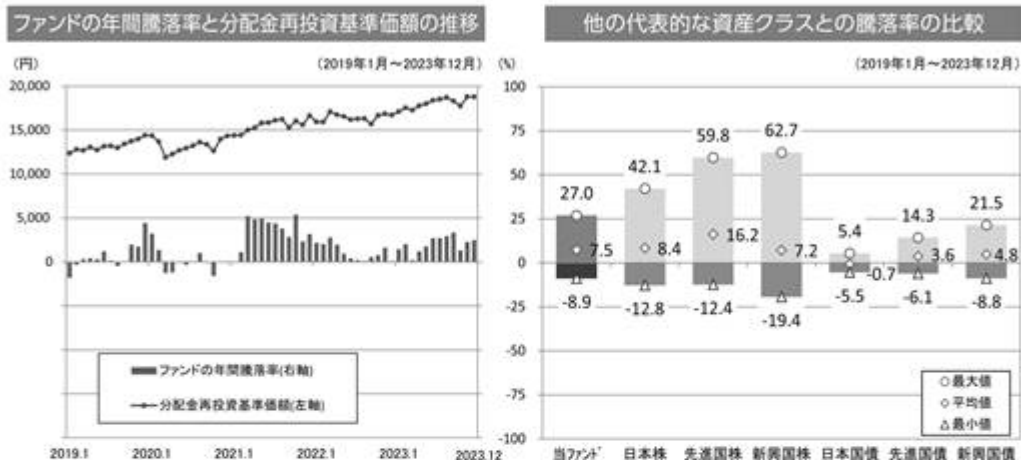 ファンドの年間騰落率と分配金再投資基準価額の推移
(円)
(2019年1月～2023年12月)
20,000
15,000
10,000
5,000
0
ファンドの年間騰落率(右軸)
分配金再投資基準価額(左軸)
2019.1 2020.1 2021.1 2022.1 2023.1 2023.12
他の代表的な資産クラスとの騰落率の比較
(%)
(2019年1月～2023年12月)
100
75
50
25
0
-25
-50
-75
-100
27.0 42.1 59.8 62.7 5.4 14.3 21.5
7.5 8.4 16.2 7.2 -0.7 3.6 4.8
-8.9 -12.8 -12.4 -19.4 -5.5 -6.1 -8.8
最大値
平均値
最小値
当ファンド 日本株 先進国株 新興国株 日本国債 先進国債 新興国債